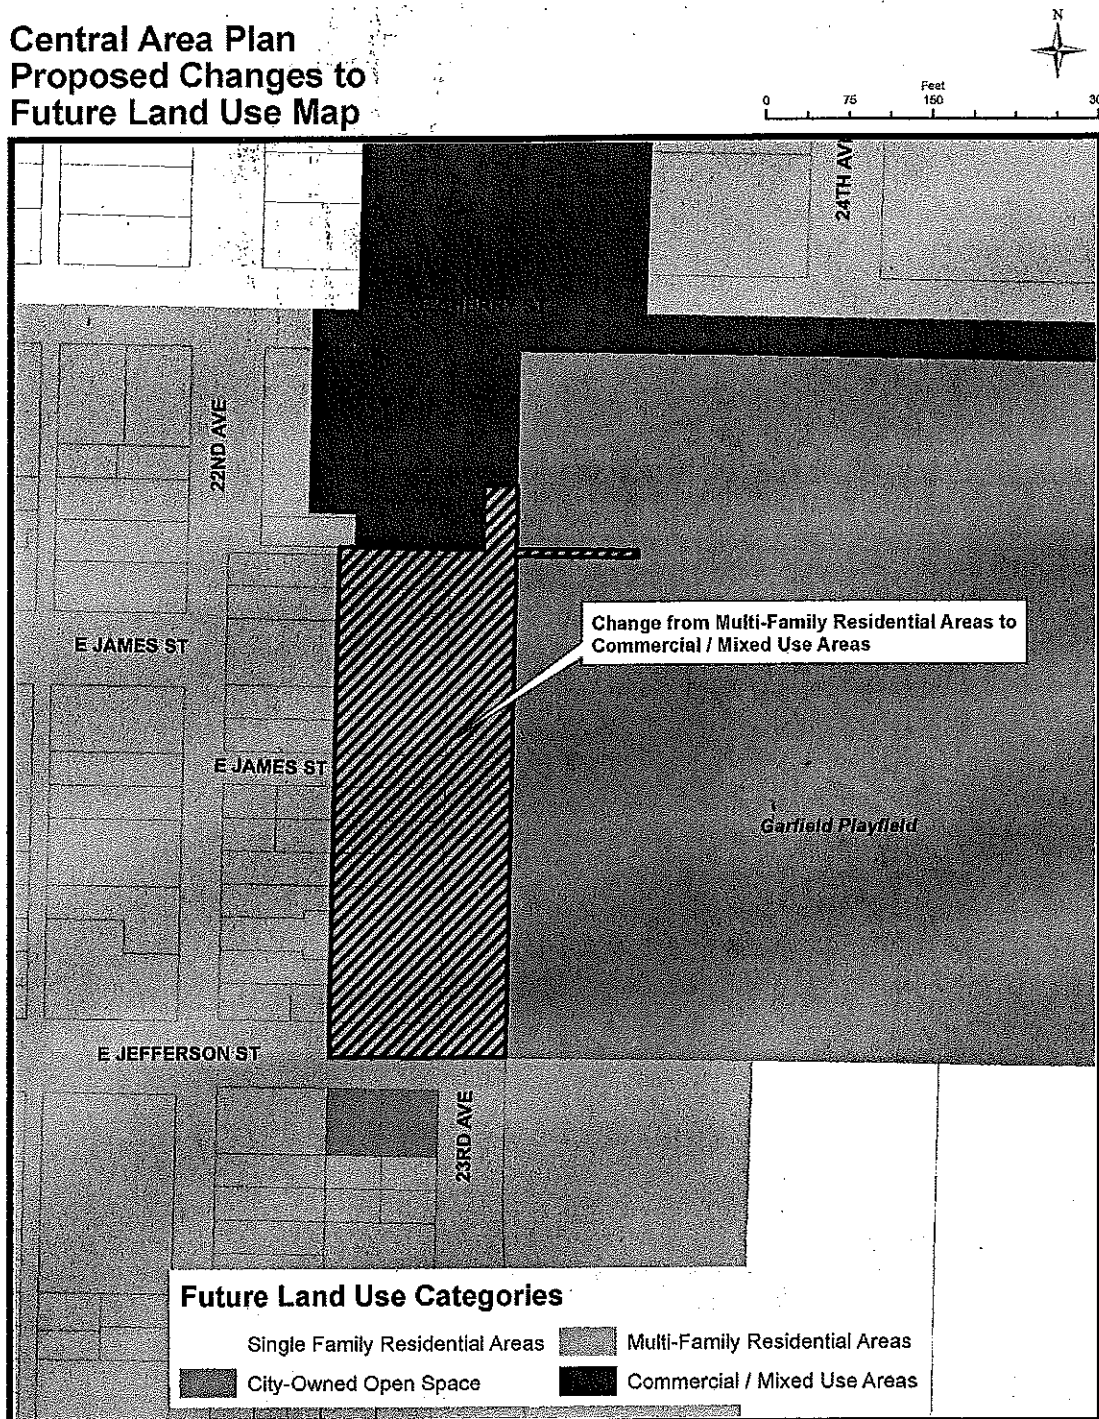 Central Area Plan
Proposed Changes to
Future Land Use Map
N
Feet
0 75 150 30
24TH AVE
22ND AVE
E JAMES ST
Change from Multi-Family Residential Areas to
Commercial / Mixed Use Areas
E JAMES ST
Garfield Playfield
E JEFFERSON ST
23RD AVE
Future Land Use Categories
Single Family Residential Areas
Multi-Family Residential Areas
City-Owned Open Space
Commercial / Mixed Use Areas